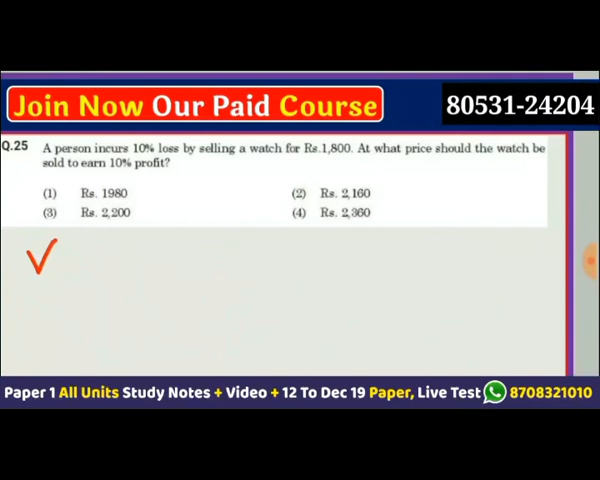 Join Now Our Paid Course
80531-24204
Q.25 A person incurs 10% loss by selling a watch for Rs.1,800. At what price should the watch be
sold to earn 10% profit?
(1) Rs. 1980 (2) Rs. 2,160
(3) Rs. 2,200 (4) Rs. 2,360
Paper 1 All Units Study Notes + Video + 12 To Dec 19 Paper, Live Test 8708321010